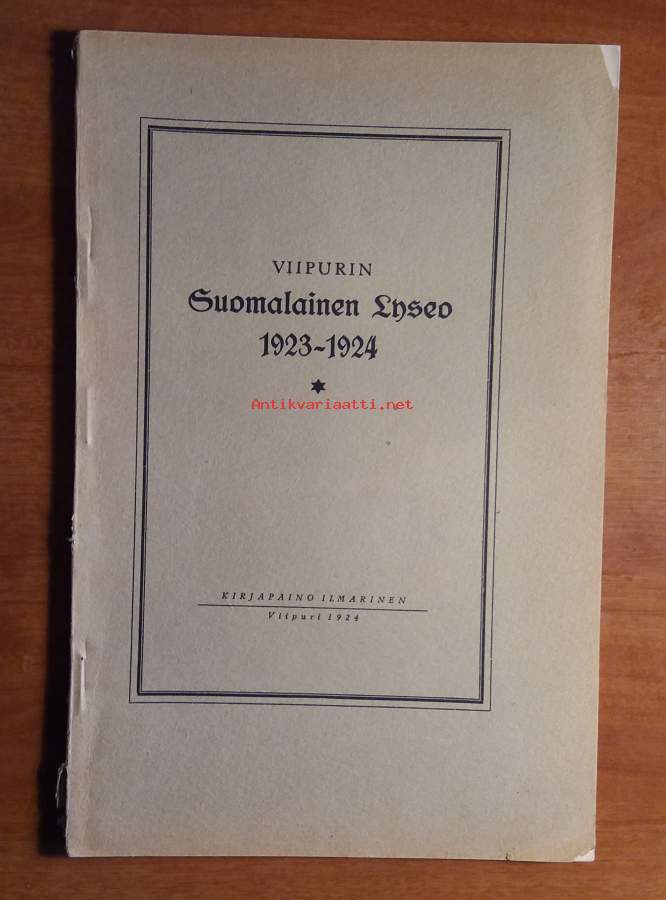 VIIPURIN
Suomalainen Lyseo
1923-1924
Antikvariaatti.net
KIRJAPAINO ILMARINEN
Viipuri 1924